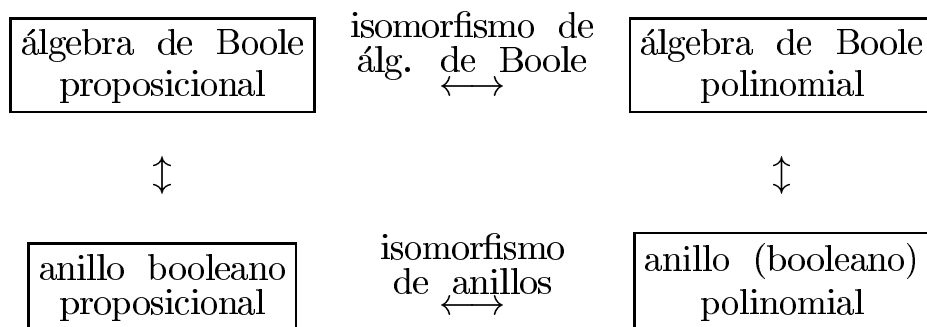 álgebra de Boole
proposicional
isomorfismo de
álg. de Boole
⟷
álgebra de Boole
polinomial
↕
↕
anillo booleano
proposicional
isomorfismo
de anillos
⟷
anillo (booleano)
polinomial